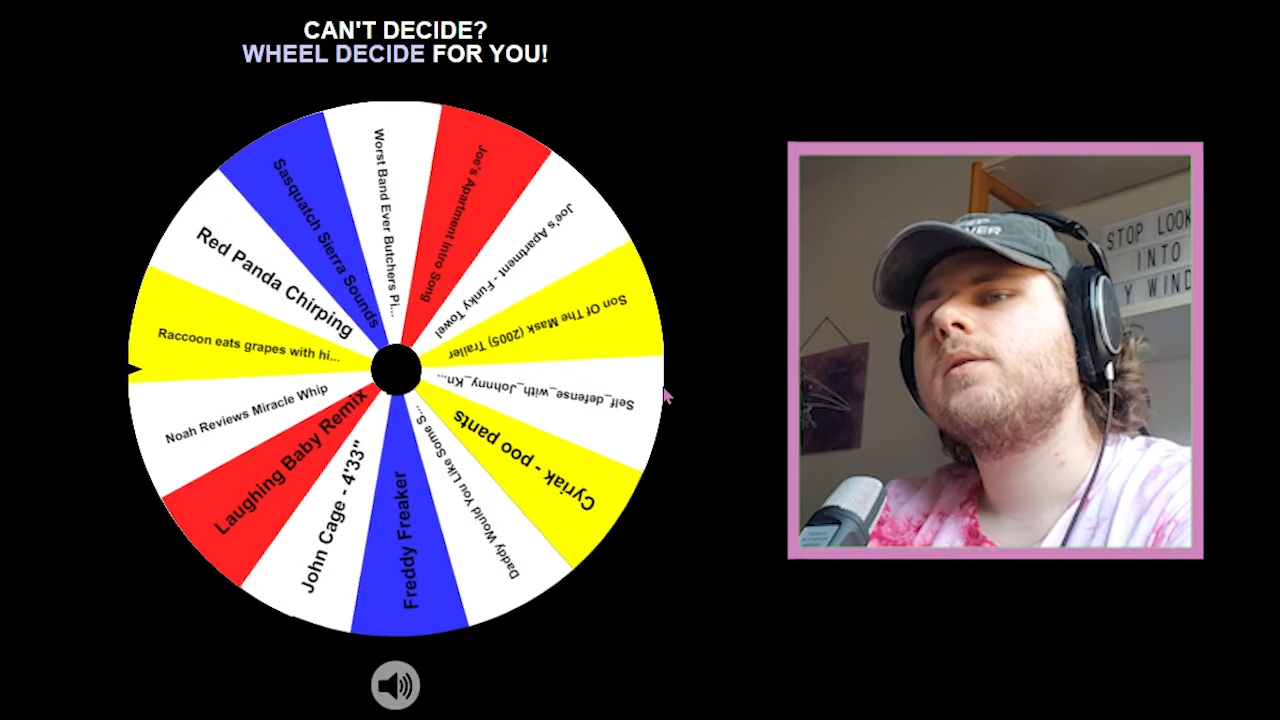 CAN'T DECIDE?
WHEEL DECIDE FOR YOU!
Worst Band Ever Butchers Pi...
Joe's Apartment Intro Song
Joe's Apartment - Funky Towel
Son Of The Mask (2005) Trailer
Self_defense_with_Johnny_Kn...
Cyriak - poo pants
Daddy Would You Like Some S...
Freddy Freaker
John Cage - 4'33"
Laughing Baby Remix
Noah Reviews Miracle Whip
Raccoon eats grapes with hi...
Red Panda Chirping
Sasquatch Sierra Sounds
STOP LOOK
INTO
Y WIND